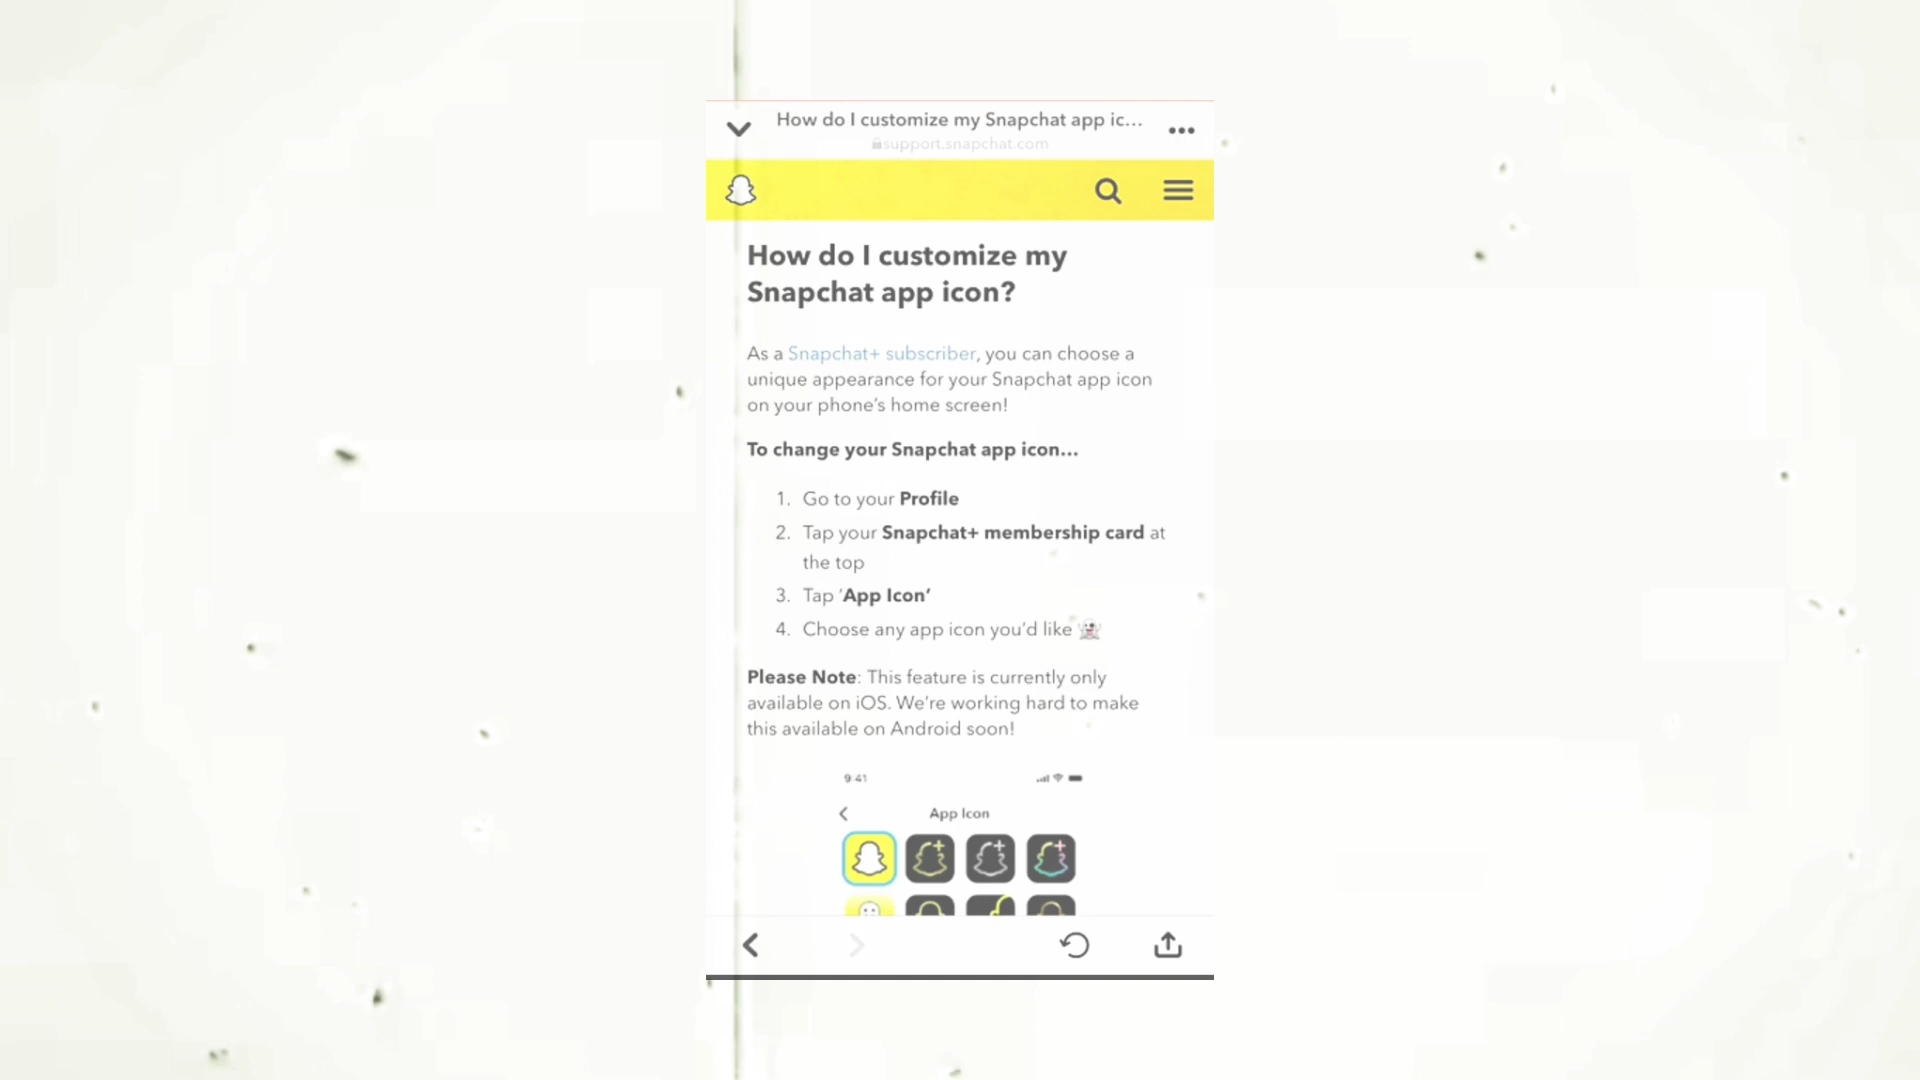 How do I customize my Snapchat app ic...
support.snapchat.com
How do I customize my
Snapchat app icon?
As a Snapchat+ subscriber, you can choose a
unique appearance for your Snapchat app icon
on your phone's home screen!
To change your Snapchat app icon...
1. Go to your Profile
2. Tap your Snapchat+ membership card at
the top
3. Tap 'App Icon'
4. Choose any app icon you'd like 👻
Please Note: This feature is currently only
available on iOS. We're working hard to make
this available on Android soon!
9:41
App Icon